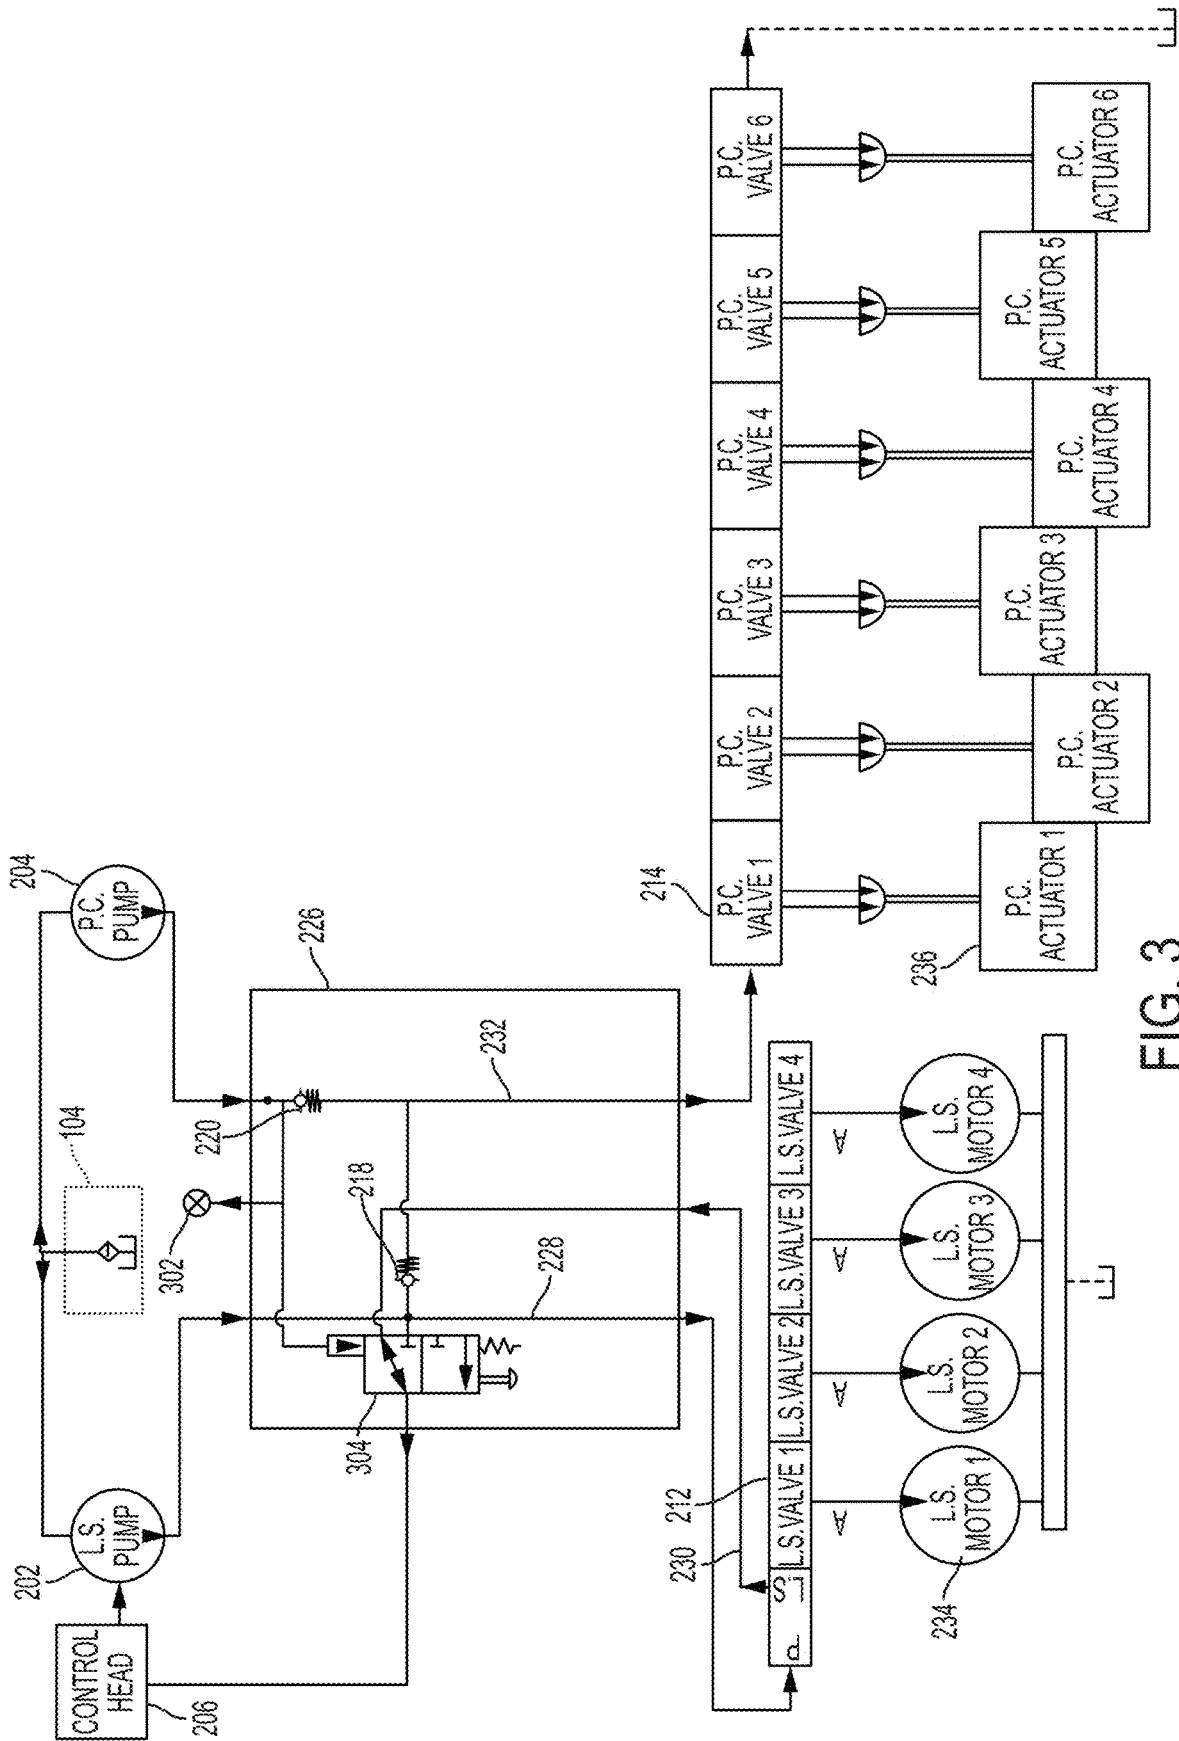 CONTROL
HEAD
206
202
L.S.
PUMP
104
P.C.
PUMP
204
302
226
220
218
232
228
304
230
212
P
LS
L.S.VALVE 1
L.S.VALVE 2
L.S.VALVE 3
L.S.VALVE 4
A
A
A
A
234
L.S.
MOTOR 1
L.S.
MOTOR 2
L.S.
MOTOR 3
L.S.
MOTOR 4
214
P.C.
VALVE 1
P.C.
VALVE 2
P.C.
VALVE 3
P.C.
VALVE 4
P.C.
VALVE 5
P.C.
VALVE 6
236
P.C.
ACTUATOR 1
P.C.
ACTUATOR 2
P.C.
ACTUATOR 3
P.C.
ACTUATOR 4
P.C.
ACTUATOR 5
P.C.
ACTUATOR 6
FIG. 3